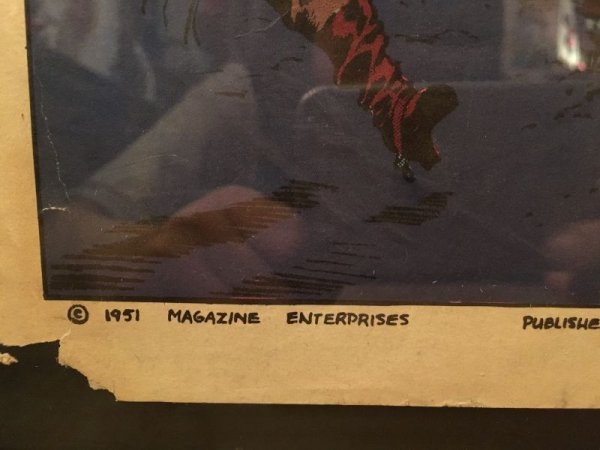 © 1951 MAGAZINE ENTERPRISES PUBLISHE